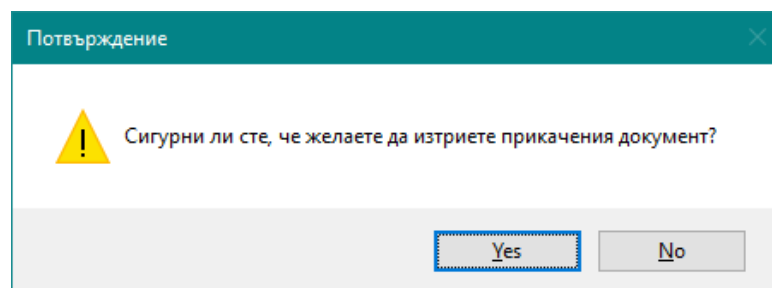 Потвърждение
Сигурни ли сте, че желаете да изтриете прикачения документ?
Yes
No